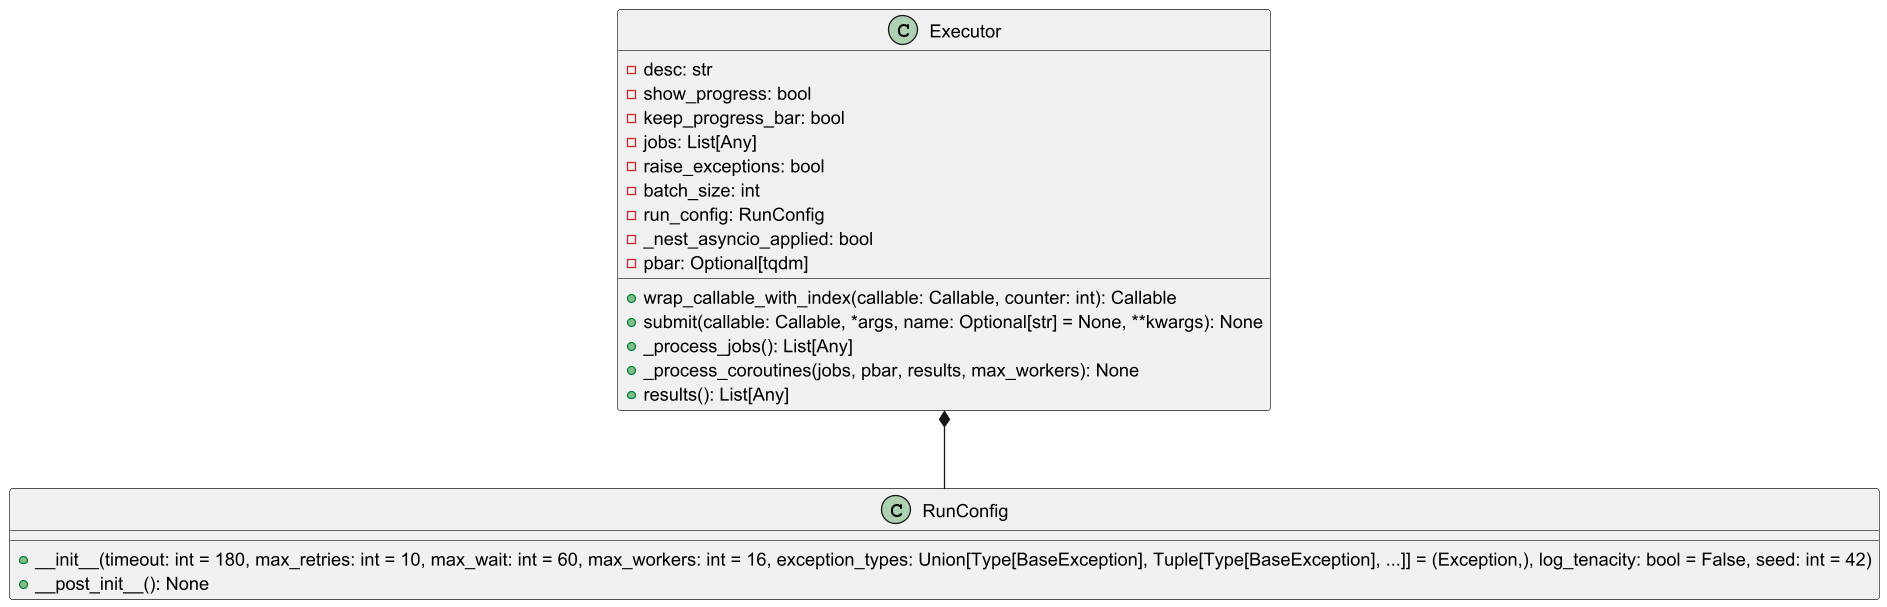 C Executor
desc: str
show_progress: bool
keep_progress_bar: bool
jobs: List[Any]
raise_exceptions: bool
batch_size: int
run_config: RunConfig
_nest_asyncio_applied: bool
pbar: Optional[tqdm]
wrap_callable_with_index(callable: Callable, counter: int): Callable
submit(callable: Callable, *args, name: Optional[str] = None, **kwargs): None
_process_jobs(): List[Any]
_process_coroutines(jobs, pbar, results, max_workers): None
results(): List[Any]
C RunConfig
__init__(timeout: int = 180, max_retries: int = 10, max_wait: int = 60, max_workers: int = 16, exception_types: Union[Type[BaseException], Tuple[Type[BaseException], ...]] = (Exception,), log_tenacity: bool = False, seed: int = 42)
__post_init__(): None